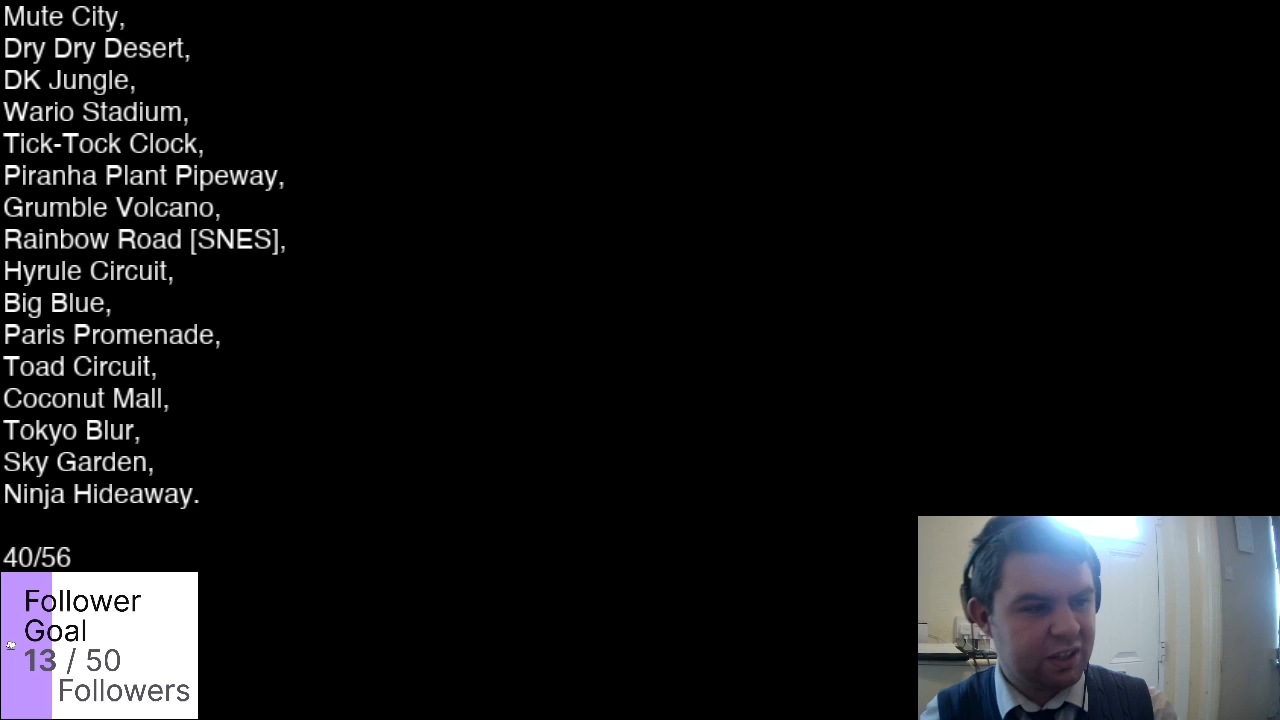 Mute City,
Dry Dry Desert,
DK Jungle,
Wario Stadium,
Tick-Tock Clock,
Piranha Plant Pipeway,
Grumble Volcano,
Rainbow Road [SNES],
Hyrule Circuit,
Big Blue,
Paris Promenade,
Toad Circuit,
Coconut Mall,
Tokyo Blur,
Sky Garden,
Ninja Hideaway.
40/56
Follower
Goal
13 / 50
Followers